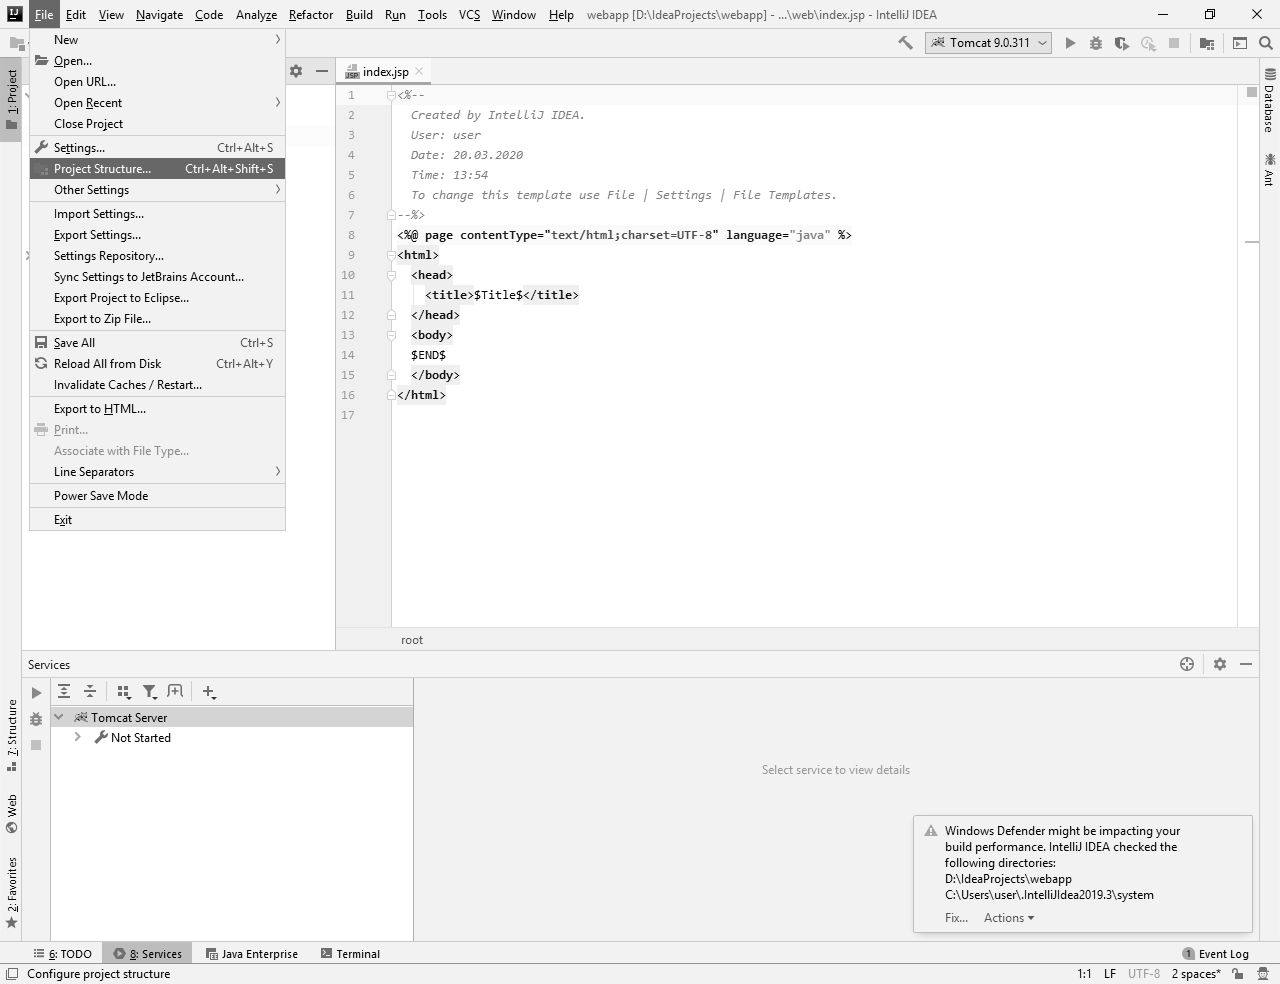 File Edit View Navigate Code Analyze Refactor Build Run Tools VCS Window Help webapp [D:\IdeaProjects\webapp] - ...\web\index.jsp - IntelliJ IDEA
Tomcat 9.0.311
New
Open...
Open URL...
Open Recent
Close Project
Settings... Ctrl+Alt+S
Project Structure... Ctrl+Alt+Shift+S
Other Settings
Import Settings...
Export Settings...
Settings Repository...
Sync Settings to JetBrains Account...
Export Project to Eclipse...
Export to Zip File...
Save All Ctrl+S
Reload All from Disk Ctrl+Alt+Y
Invalidate Caches / Restart...
Export to HTML...
Print...
Associate with File Type...
Line Separators
Power Save Mode
Exit
1: Project
7: Structure
Web
2: Favorites
index.jsp
1 <%--
2 Created by IntelliJ IDEA.
3 User: user
4 Date: 20.03.2020
5 Time: 13:54
6 To change this template use File | Settings | File Templates.
7 --%>
8 <%@ page contentType="text/html;charset=UTF-8" language="java" %>
9 <html>
10 <head>
11 <title>$Title$</title>
12 </head>
13 <body>
14 $END$
15 </body>
16 </html>
17
root
Database
Ant
Services
Tomcat Server
Not Started
Select service to view details
Windows Defender might be impacting your
build performance. IntelliJ IDEA checked the
following directories:
D:\IdeaProjects\webapp
C:\Users\user\.IntelliJIdea2019.3\system
Fix... Actions
6: TODO 8: Services Java Enterprise Terminal 1 Event Log
Configure project structure 1:1 LF UTF-8 2 spaces*